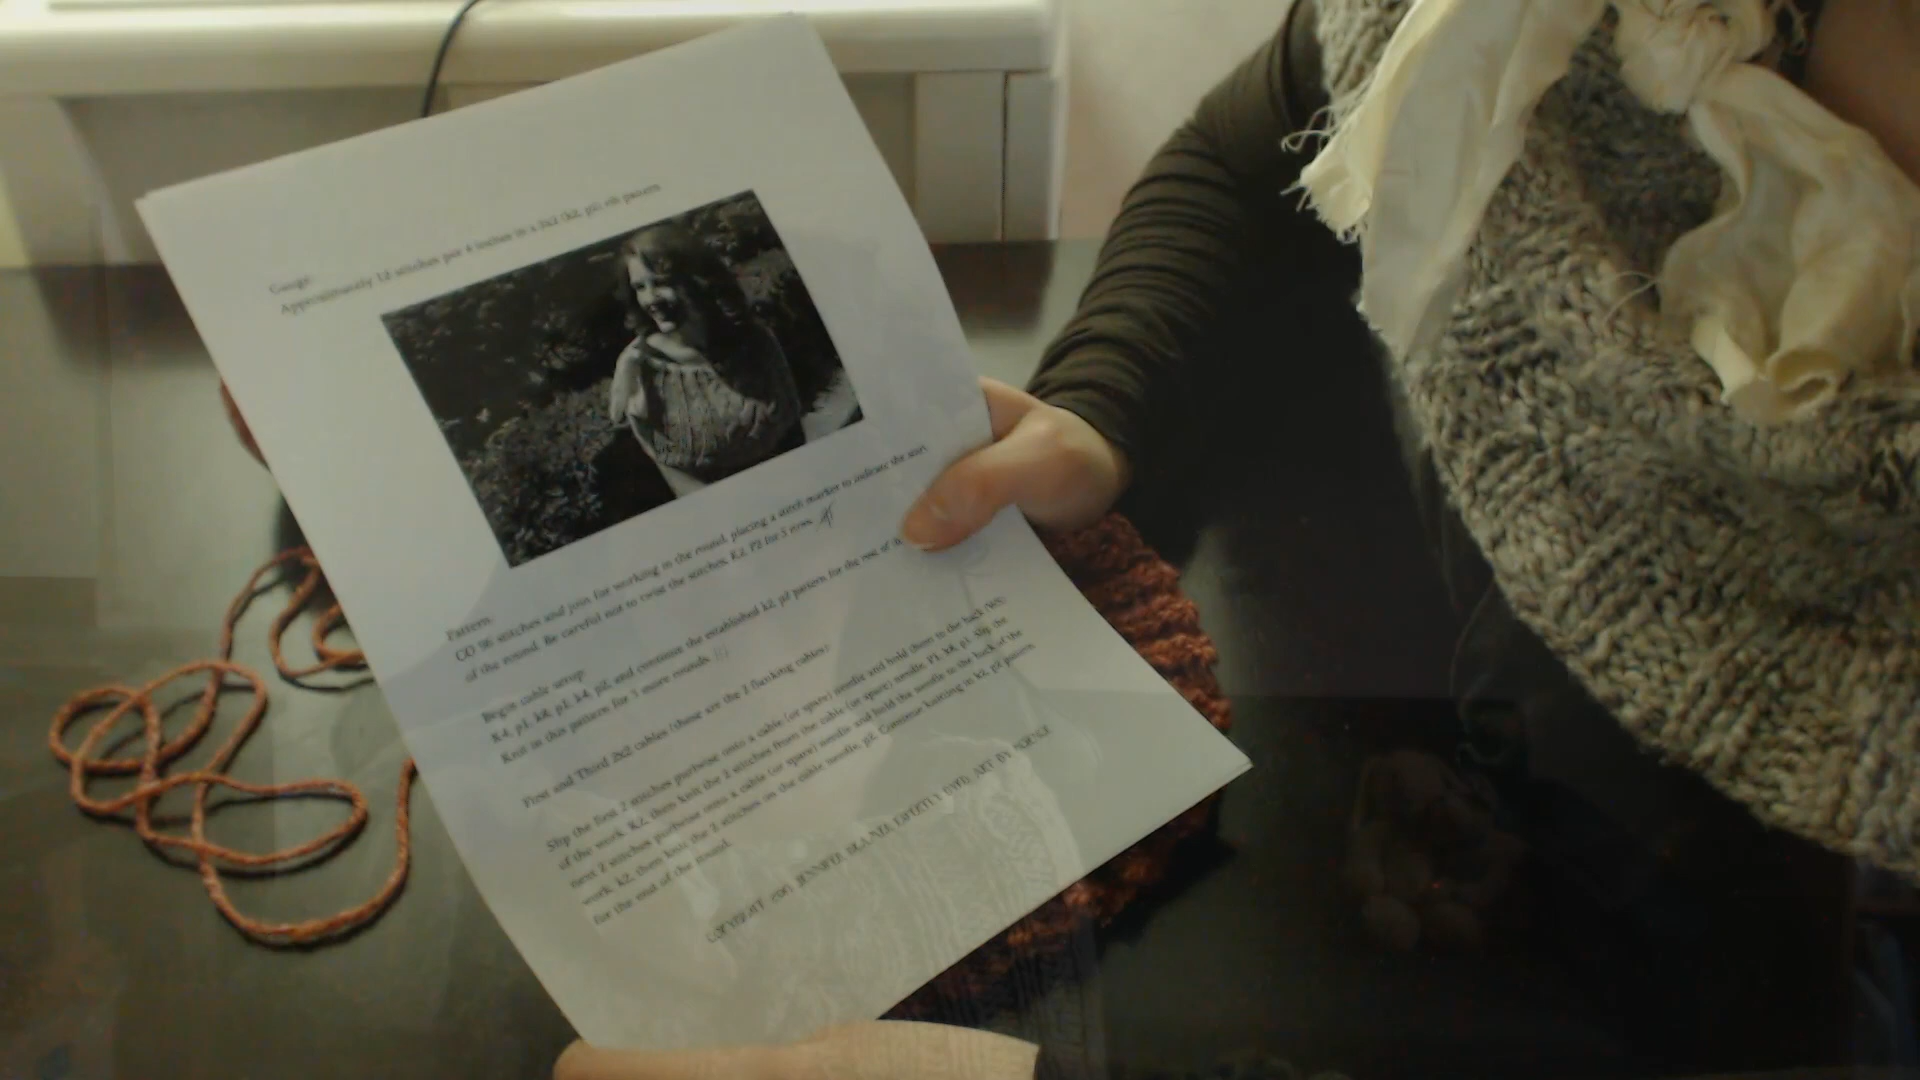 Gauge:
Approximately 12 stitches per 4 inches in a 2x2 (k2, p2) rib pattern
Pattern:
CO 96 stitches and join for working in the round, placing a stitch marker to indicate the start
of the round. Be careful not to twist the stitches. K2, P2 for 5 rows.
Begin cable setup:
K4, p1, k8, p1, k4, p2, and continue the established k2, p2 pattern for the rest of
Knit in this pattern for 3 more rounds.
First and Third 2x2 cables (these are the 2 flanking cables):
Slip the first 2 stitches purlwise onto a cable (or spare) needle and hold them to the back (WS)
of the work. K2, then knit the 2 stitches from the cable (or spare) needle. P1, k8, p1. Slip the
next 2 stitches purlwise onto a cable (or spare) needle and hold the needle to the back of the
work, k2, then knit the 2 stitches on the cable needle, p2. Continue knitting in k2, p2 pattern
for the end of the round.
COPYRIGHT JENNIFER ART BY